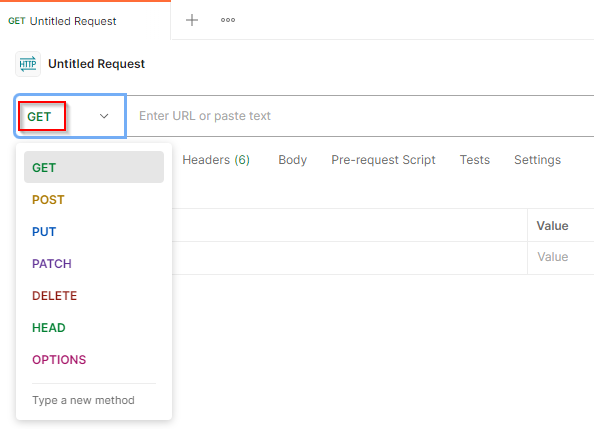 GET Untitled Request
HTTP Untitled Request
GET Enter URL or paste text
Headers (6) Body Pre-request Script Tests Settings
GET
POST
PUT
PATCH
DELETE
HEAD
OPTIONS
Type a new method
Value
Value